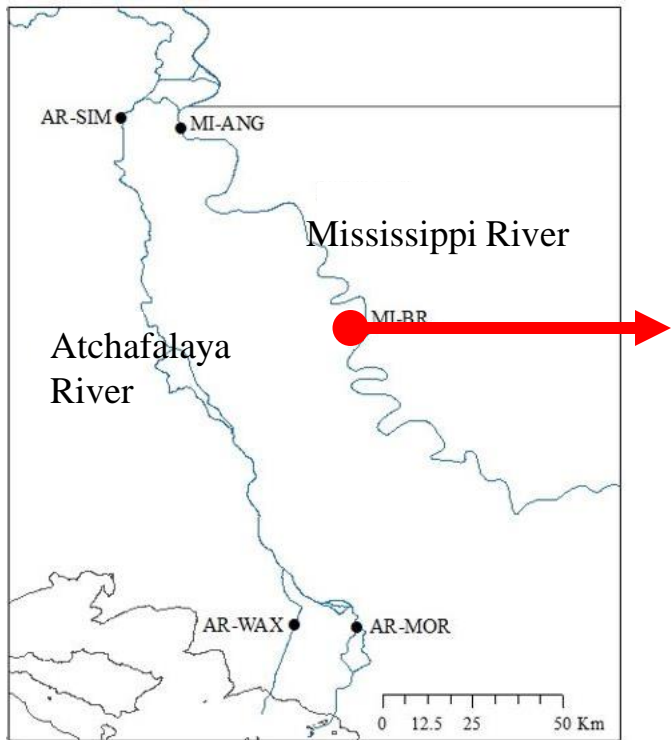 AR-SIM
MI-ANG
Mississippi River
MI-BR
Atchafalaya
River
AR-WAX
AR-MOR
0 12.5 25 50 Km